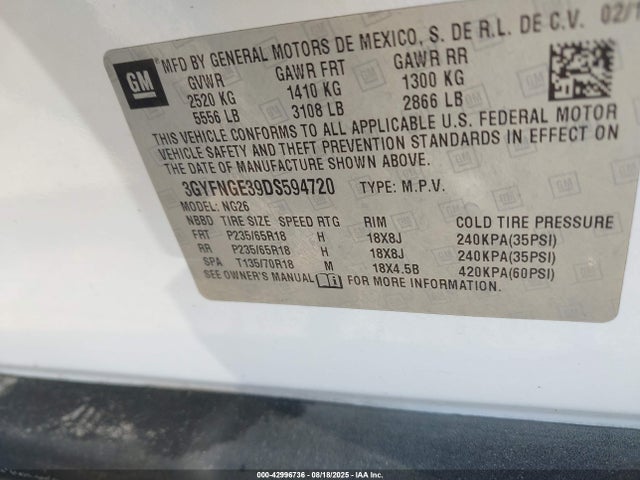 MFD BY GENERAL MOTORS DE MEXICO, S. DE R.L. DE C.V. 02/1
GM
GVWR GAWR FRT GAWR RR
2520 KG 1410 KG 1300 KG
5556 LB 3108 LB 2866 LB
THIS VEHICLE CONFORMS TO ALL APPLICABLE U.S. FEDERAL MOTOR
VEHICLE SAFETY AND THEFT PREVENTION STANDARDS IN EFFECT ON
THE DATE OF MANUFACTURE SHOWN ABOVE.
3GYFNGE39DS594720 TYPE: M.P.V.
MODEL: NG26
NBBD TIRE SIZE SPEED RTG RIM COLD TIRE PRESSURE
FRT P235/65R18 H 18X8J 240KPA(35PSI)
RR P235/65R18 H 18X8J 240KPA(35PSI)
SPA T135/70R18 M 18X4.5B 420KPA(60PSI)
SEE OWNER'S MANUAL FOR MORE INFORMATION.
000-42996736 - 08/18/2025 - IAA Inc.